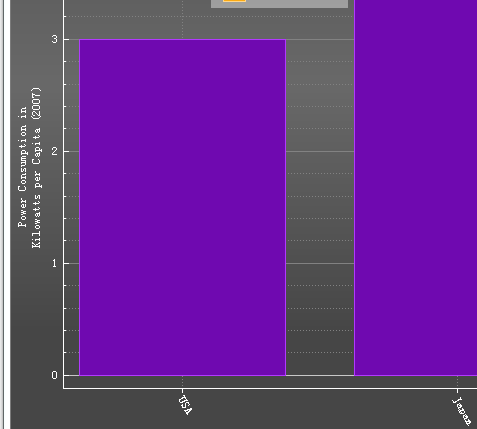 3
2
1
0
Power Consumption in
Kilowatts per Capita (2007)
USA
Japan